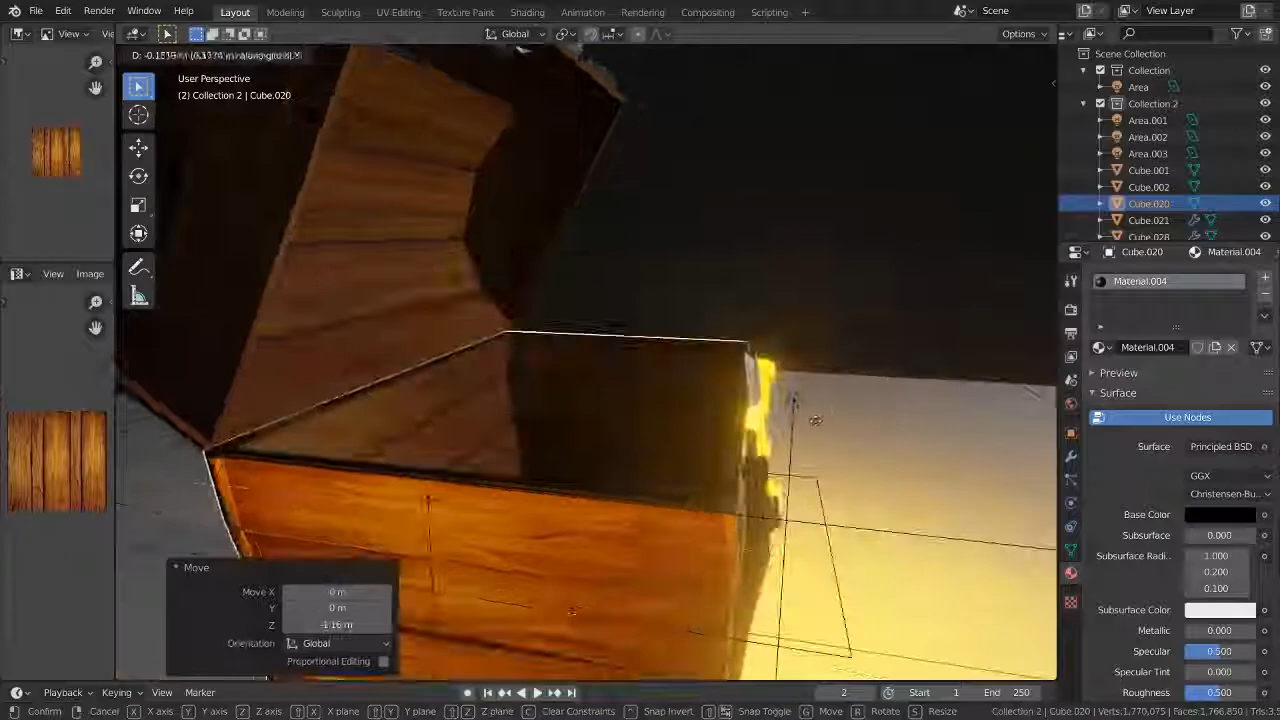 File Edit Render Window Help Layout Modeling Sculpting UV Editing Texture Paint Shading Animation Rendering Compositing Scripting + Scene View Layer
View Global Options
User Perspective
(2) Collection 2 | Cube.020
Scene Collection
Collection
Area
Collection 2
Area.001
Area.002
Area.003
Cube.001
Cube.002
Cube.020
Cube.021
Cube.028
Cube.020 Material.004
Material.004
View Image
Material.004
Preview
Surface
Use Nodes
Surface Principled BSD
GGX
Christensen-Bu..
Base Color
Subsurface 0.000
Subsurface Radi.. 1.000
0.200
0.100
Subsurface Color
Metallic 0.000
Specular 0.500
Specular Tint 0.000
Roughness 0.500
Move
Move X 0 m
Y 0 m
Z -1.16 m
Orientation Global
Proportional Editing
Playback Keying View Marker 2 Start 1 End 250
Confirm Cancel X X axis Y Y axis Z Z axis X X plane Y Y plane Z Z plane C Clear Constraints Snap Invert Snap Toggle G Move R Rotate S Resize Collection 2 | Cube.020 Verts:1,770,075 Faces:1,766,850